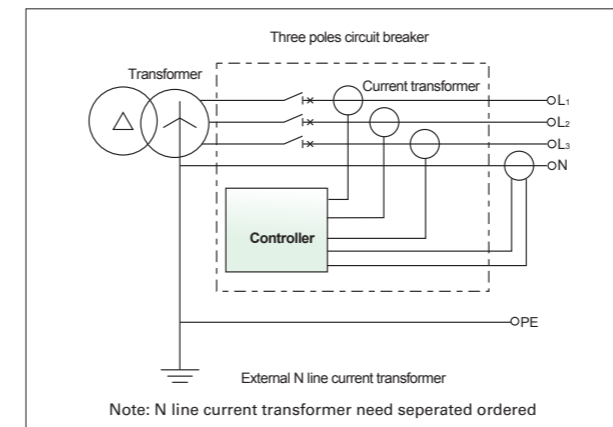 Three poles circuit breaker
Transformer
Current transformer
L1
L2
L3
N
Controller
PE
External N line current transformer
Note: N line current transformer need seperated ordered